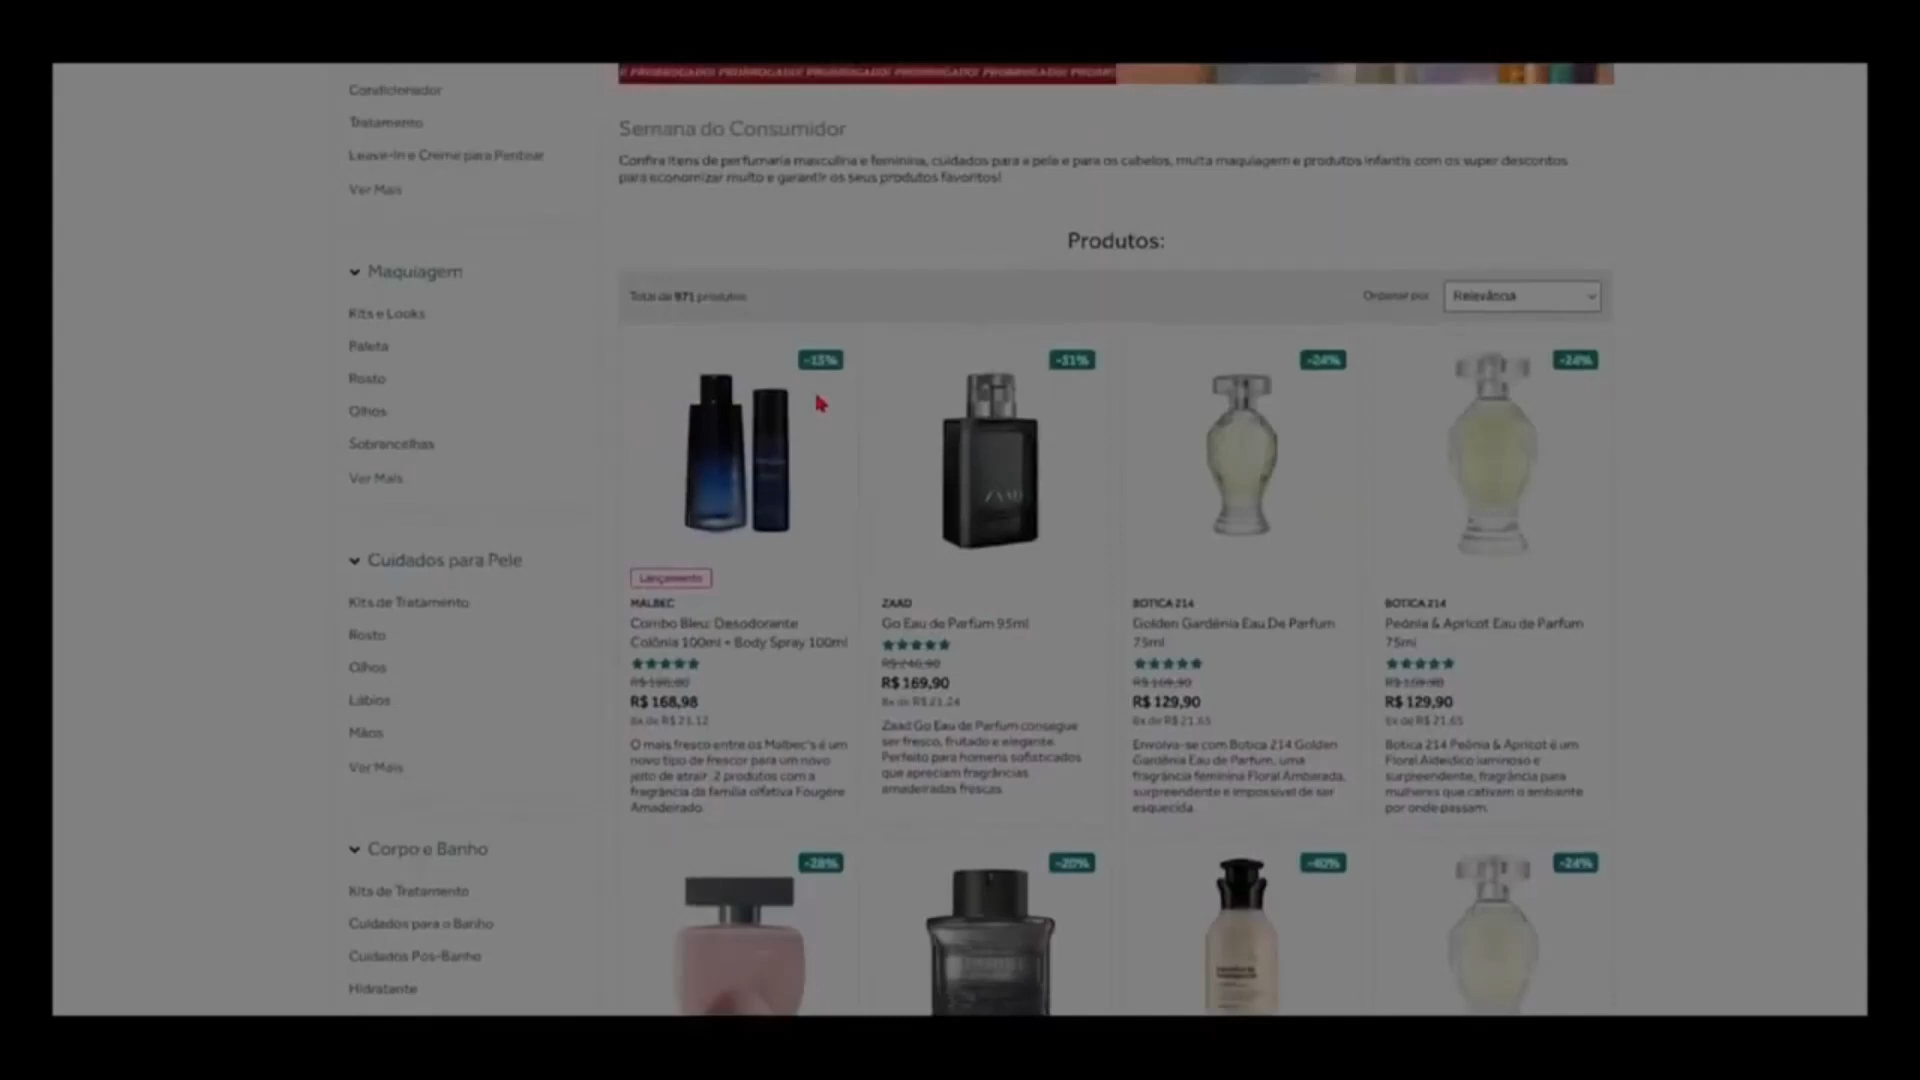 É PRORROGADO! PRORROGADO! PRORROGADO! PRORROGADO! PRORROGADO!
Condicionador
Tratamento
Leave-In e Creme para Pentear
Ver Mais
Semana do Consumidor
Confira itens de perfumaria masculina e feminina, cuidados para a pele e para os cabelos, muita maquiagem e produtos infantis com os super descontos
para economizar muito e garantir os seus produtos favoritos!
Produtos:
Maquiagem
Kits e Looks
Paleta
Rosto
Olhos
Sobrancelhas
Ver Mais
Total de 971 produtos
Organizar por
Relevância
Cuidados para Pele
Kits de Tratamento
Rosto
Olhos
Lábios
Mãos
Ver Mais
Corpo e Banho
Kits de Tratamento
Cuidados para o Banho
Cuidados Pós-Banho
Hidratante
-15%
Lançamento
MALBEC
Combo Bleu: Desodorante
Colônia 100ml + Body Spray 100ml
R$ 168,98
8x de R$ 21,12
O mais fresco entre os Malbec's é um
novo tipo de frescor para um novo
jeito de atrair. 2 produtos com a
fragrância da família olfativa Fougère
Amadeirado.
-31%
ZAAD
ZAAD
Go Eau de Parfum 95ml
R$ 246,90
R$ 169,90
8x de R$ 21,24
Zaad Go Eau de Parfum consegue
ser fresco, frutado e elegante.
Perfeito para homens sofisticados
que apreciam fragrâncias
amadeiradas frescas.
-24%
BOTICA 214
Golden Gardênia Eau De Parfum
75ml
R$ 169,90
R$ 129,90
6x de R$ 21,65
Envolva-se com Botica 214 Golden
Gardênia Eau de Parfum, uma
fragrância feminina Floral Ambarada,
surpreendente e impossível de ser
esquecida.
-24%
BOTICA 214
Peônia & Apricot Eau de Parfum
75ml
R$ 169,90
R$ 129,90
6x de R$ 21,65
Botica 214 Peônia & Apricot é um
Floral Aldeídico luminoso e
surpreendente, fragrância para
mulheres que cativam o ambiente
por onde passam.
-28%
-20%
-40%
-24%